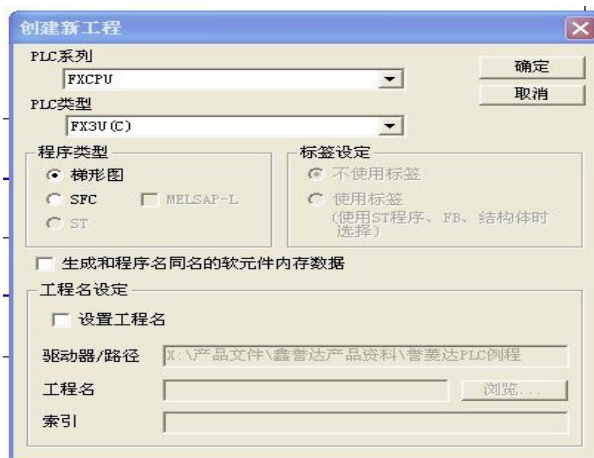 创建新工程
PLC系列
FXCPU
确定
取消
PLC类型
FX3U(C)
程序类型
标签设定
梯形图
不使用标签
SFC
MELSAP-L
使用标签
(使用ST程序、FB、结构体时
选择)
ST
生成和程序名同名的软元件内存数据
工程名设定
设置工程名
驱动器/路径
X:\产品文件\鑫誉达产品资料\誉菱达PLC例程
工程名
浏览...
索引